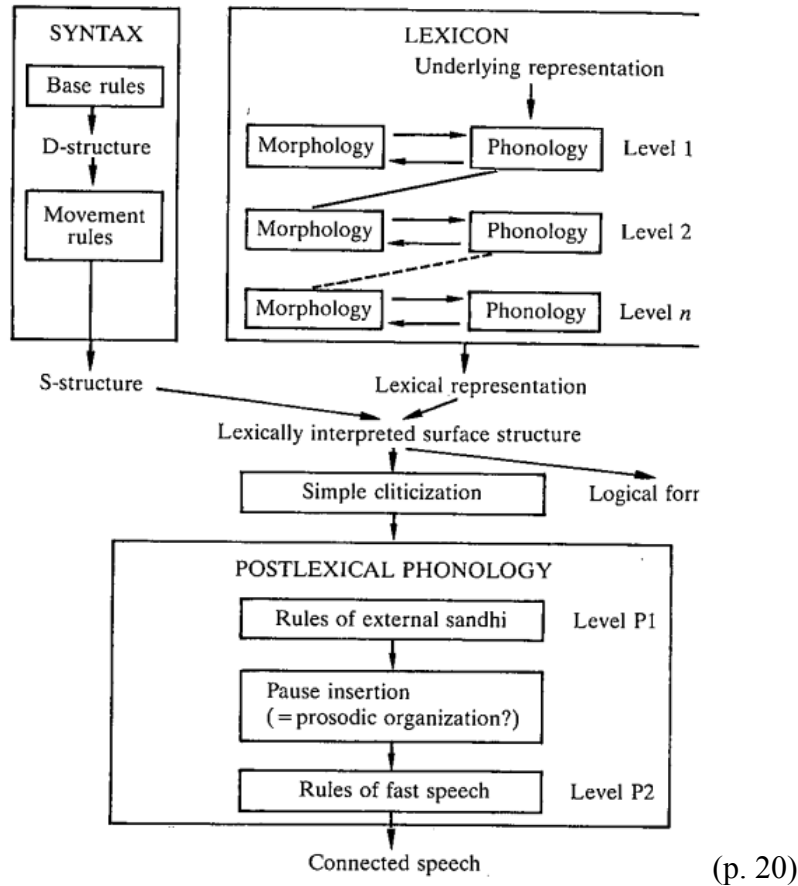 SYNTAX
Base rules
D-structure
Movement
rules
S-structure
LEXICON
Underlying representation
Morphology
Phonology
Level 1
Morphology
Phonology
Level 2
Morphology
Phonology
Level n
Lexical representation
Lexically interpreted surface structure
Simple cliticization
Logical forr
POSTLEXICAL PHONOLOGY
Rules of external sandhi
Level P1
Pause insertion
(=prosodic organization?)
Rules of fast speech
Level P2
Connected speech
(p. 20)